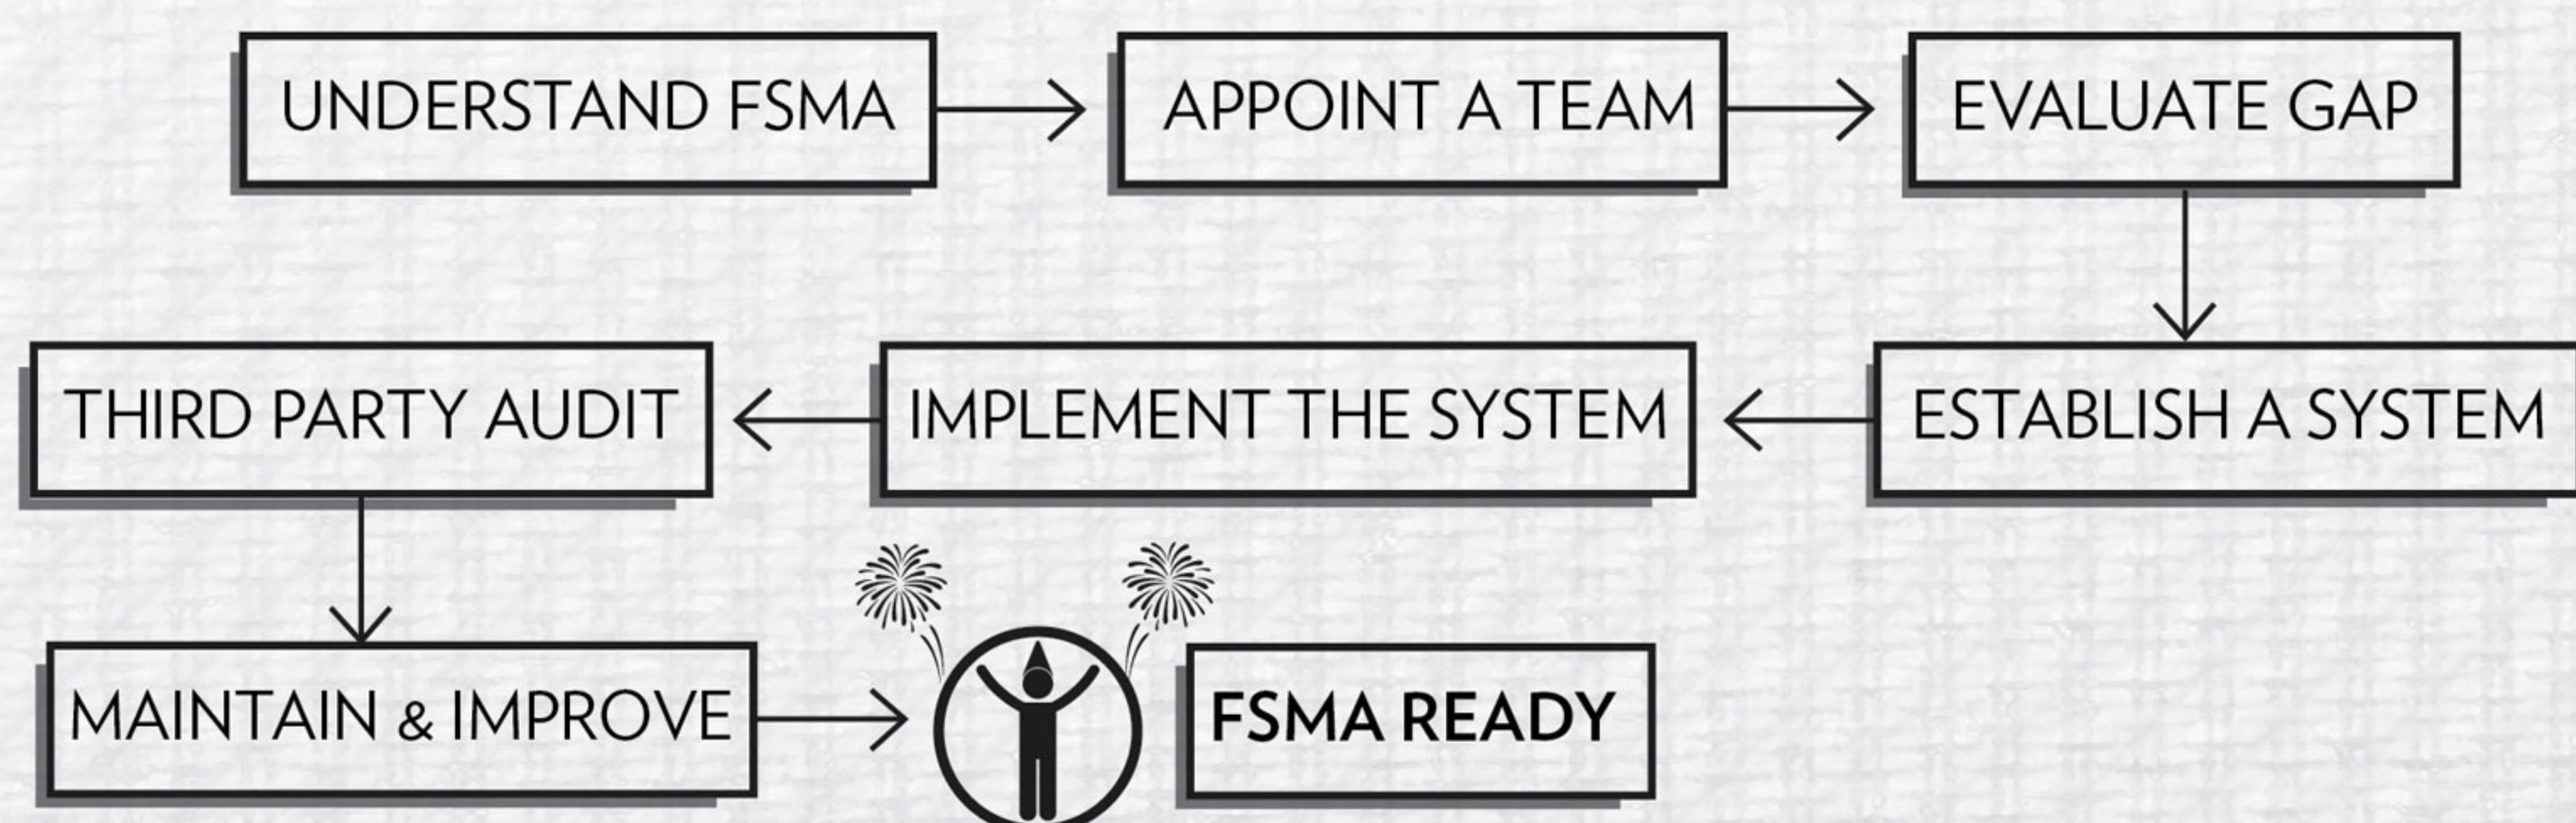 UNDERSTAND FSMA
APPOINT A TEAM
EVALUATE GAP
ESTABLISH A SYSTEM
IMPLEMENT THE SYSTEM
THIRD PARTY AUDIT
MAINTAIN & IMPROVE
FSMA READY